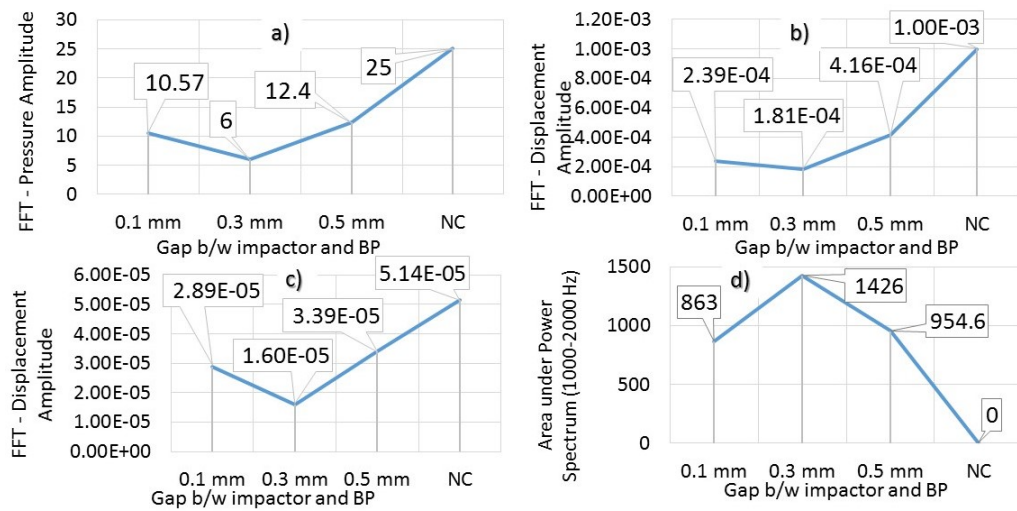 FFT - Pressure Amplitude
30
25
20
15
10
5
0
a)
10.57
6
12.4
25
0.1 mm 0.3 mm 0.5 mm NC
Gap b/w impactor and BP
FFT - Displacement
Amplitude
1.20E-03
1.00E-03
8.00E-04
6.00E-04
4.00E-04
2.00E-04
0.00E+00
b)
2.39E-04
1.81E-04
4.16E-04
1.00E-03
0.1 mm 0.3 mm 0.5 mm NC
Gap b/w impactor and BP
FFT - Displacement
Amplitude
6.00E-05
5.00E-05
4.00E-05
3.00E-05
2.00E-05
1.00E-05
0.00E+00
c)
2.89E-05
1.60E-05
3.39E-05
5.14E-05
0.1 mm 0.3 mm 0.5 mm NC
Gap b/w impactor and BP
Area under Power
Spectrum (1000-2000 Hz)
1500
1000
500
0
d)
863
1426
954.6
0
0.1 mm 0.3 mm 0.5 mm NC
Gap b/w impactor and BP